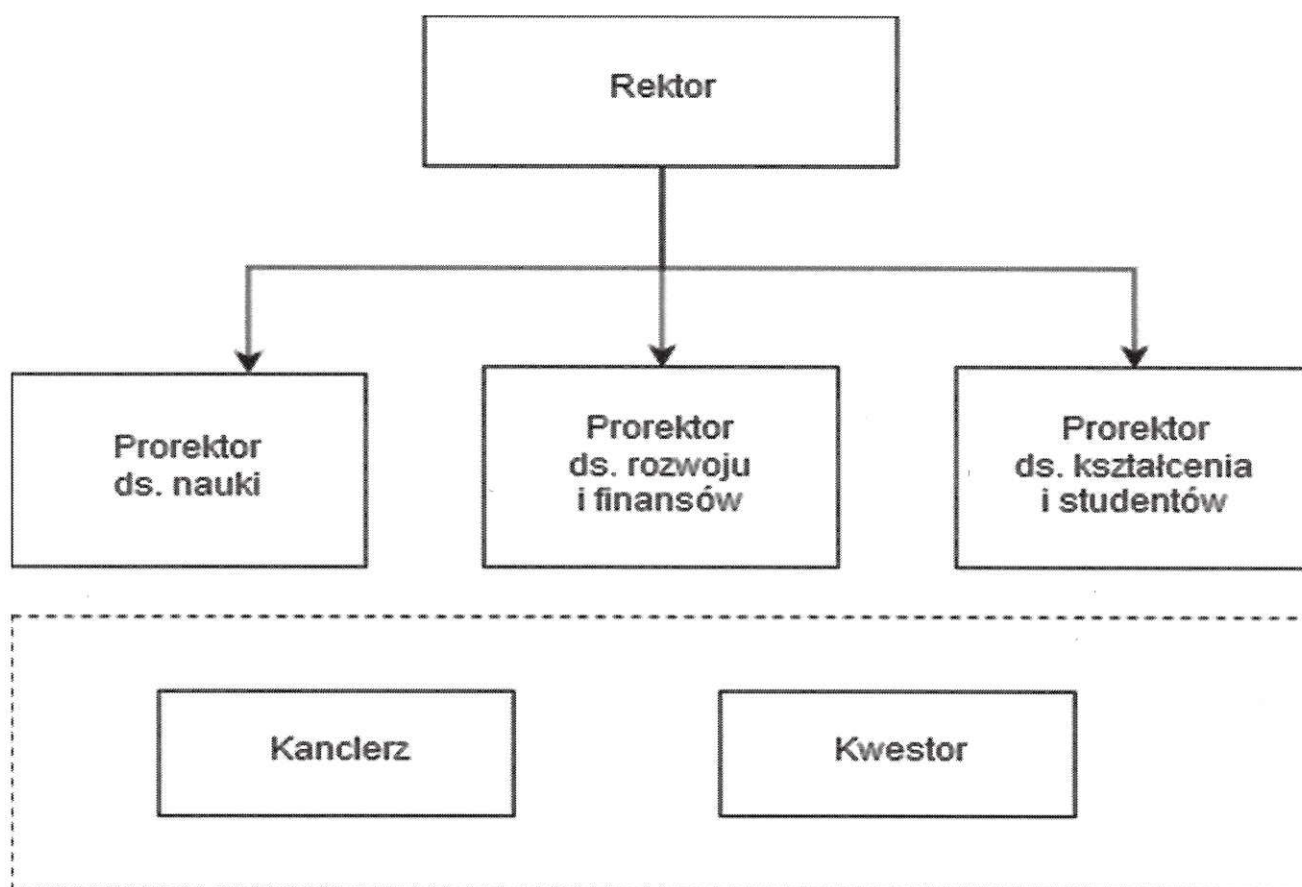 Rektor
Prorektor
ds. nauki
Prorektor
ds. rozwoju
i finansów
Prorektor
ds. kształcenia
i studentów
Kanclerz
Kwestor